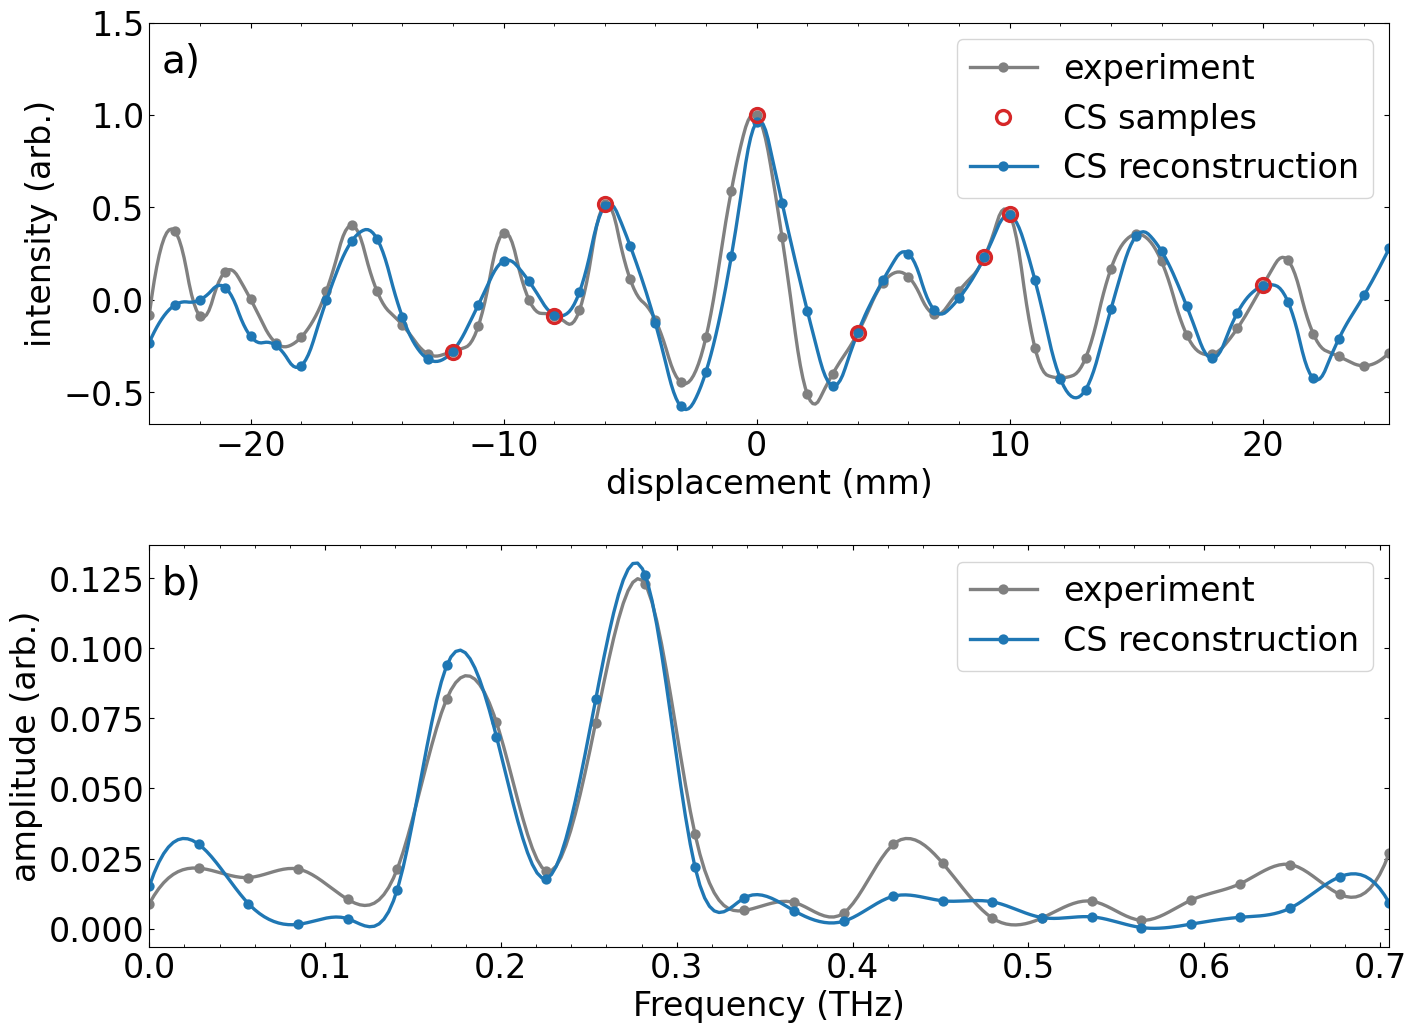 a)
experiment
CS samples
CS reconstruction
intensity (arb.)
1.5
1.0
0.5
0.0
−0.5
−20 −10 0 10 20
displacement (mm)
b)
experiment
CS reconstruction
amplitude (arb.)
0.125
0.100
0.075
0.050
0.025
0.000
0.0 0.1 0.2 0.3 0.4 0.5 0.6 0.7
Frequency (THz)